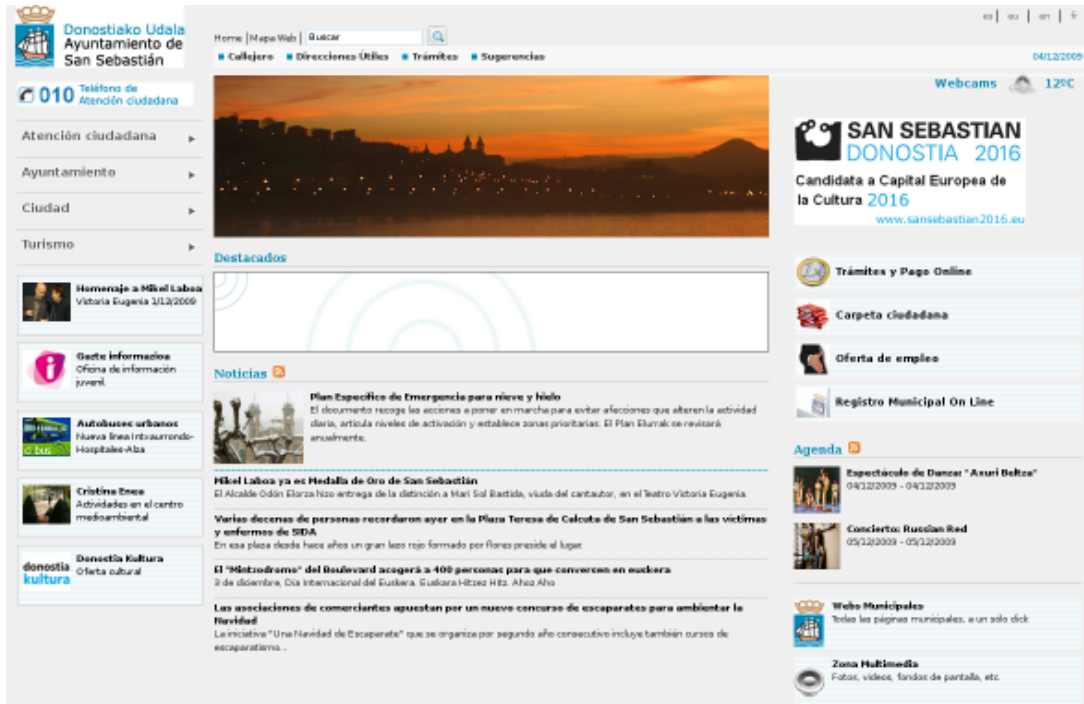 Donostiako Udala
Ayuntamiento de
San Sebastián
es | eu | en | fr
Home | Mapa Web | Buscar
Callejero Direcciones Útiles Trámites Sugerencias
04/12/2009
010 Teléfono de
Atención ciudadana
Webcams 12ºC
Atención ciudadana
Ayuntamiento
Ciudad
Turismo
Homenaje a Mikel Laboa
Victoria Eugenia 1/12/2009
Gazte informazioa
Oficina de información
juvenil.
Autobuses urbanos
Nueva línea Intxaurrondo-
Hospitales-Alza
d·bus
Cristina Enea
Actividades en el centro
medioambiental
donostia
kultura
Donostia Kultura
Oferta cultural
Destacados
Noticias
Plan Específico de Emergencia para nieve y hielo
El documento recoge las acciones a poner en marcha para evitar afecciones que alteren la actividad
diaria, articula niveles de activación y establece zonas prioritarias. El Plan Elurrak se revisará
anualmente.
Mikel Laboa ya es Medalla de Oro de San Sebastián
El Alcalde Odón Elorza hizo entrega de la distinción a Mari Sol Bastida, viuda del cantautor, en el Teatro Victoria Eugenia.
Varias decenas de personas recordaron ayer en la Plaza Teresa de Calcuta de San Sebastián a las víctimas
y enfermos de SIDA
En esa plaza desde hace años un gran lazo rojo formado por flores preside el lugar.
El "Mintzodromo" del Boulevard acogerá a 400 personas para que conversen en euskera
3 de diciembre, Día Internacional del Euskera. Euskara Hitzez Hitz. Ahoz Aho
Las asociaciones de comerciantes apuestan por un nuevo concurso de escaparates para ambientar la
Navidad
La iniciativa "Una Navidad de Escaparate" que se organiza por segundo año consecutivo incluye también cursos de
escaparatismo...
SAN SEBASTIAN
DONOSTIA 2016
Candidata a Capital Europea de
la Cultura 2016
www.sansebastian2016.eu
Trámites y Pago Online
Carpeta ciudadana
Oferta de empleo
Registro Municipal On Line
Agenda
Espectáculo de Danza: "Axuri Beltza"
04/12/2009 - 04/12/2009
Concierto: Russian Red
05/12/2009 - 05/12/2009
Webs Municipales
Todas las páginas municipales, a un sólo click
Zona Multimedia
Fotos, videos, fondos de pantalla, etc.